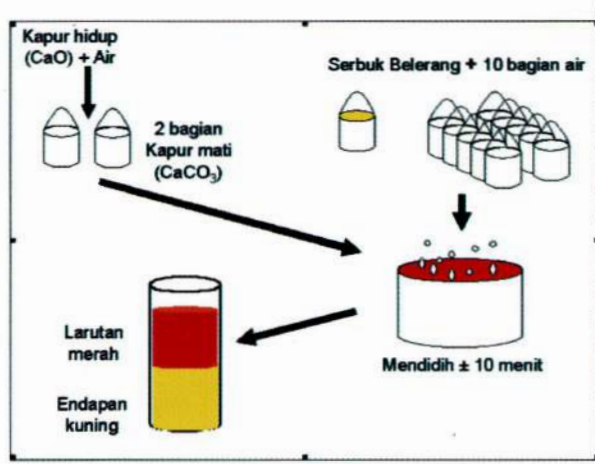 Kapur hidup
(CaO) + Air
2 bagian
Kapur mati
(CaCO₃)
Serbuk Belerang + 10 bagian air
Mendidih ± 10 menit
Larutan
merah
Endapan
kuning